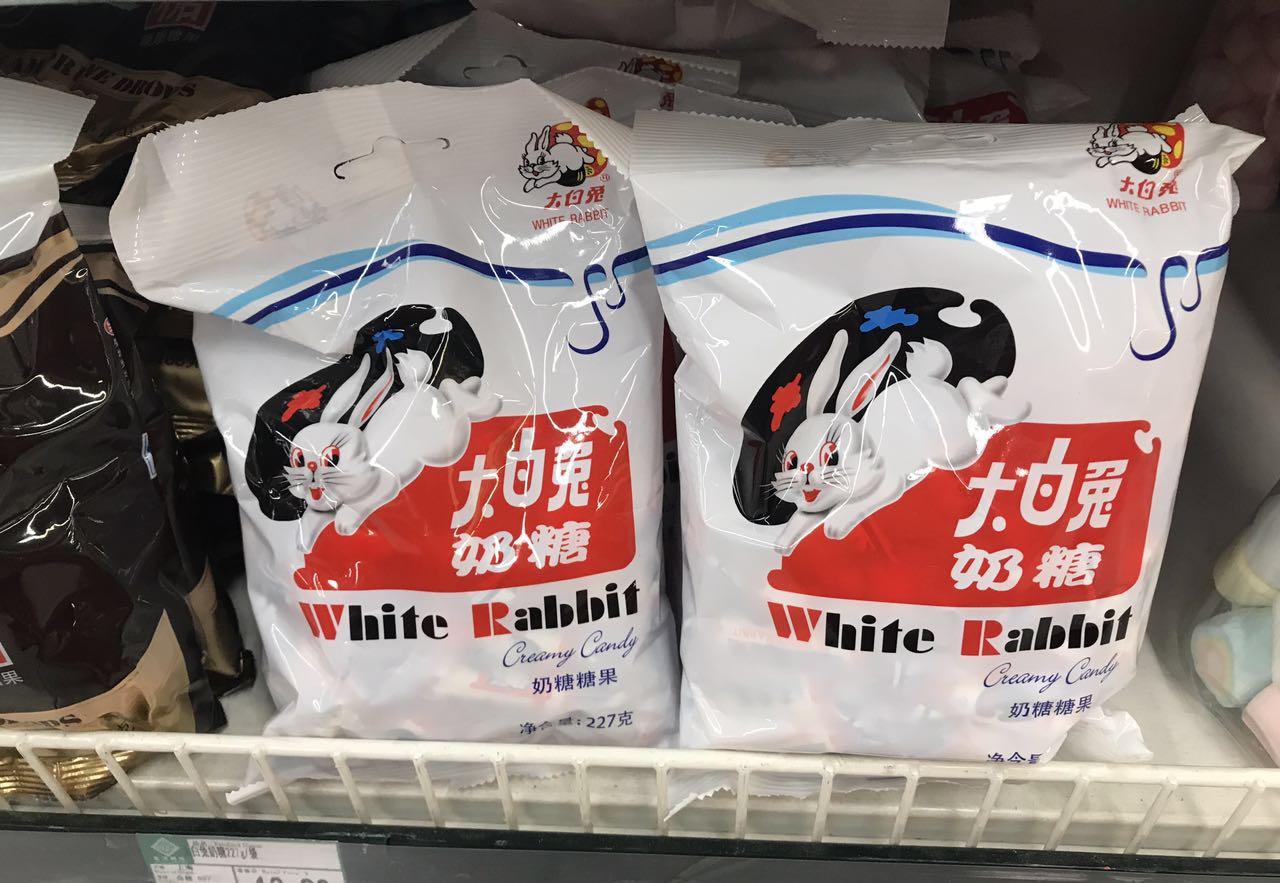 大白兔
WHITE RABBIT
大白兔
奶糖
White Rabbit
Creamy Candy
奶糖糖果
净含量:227克
大白兔
WHITE RABBIT
大白兔
奶糖
White Rabbit
Creamy Candy
奶糖糖果
净含量
DROPS
果